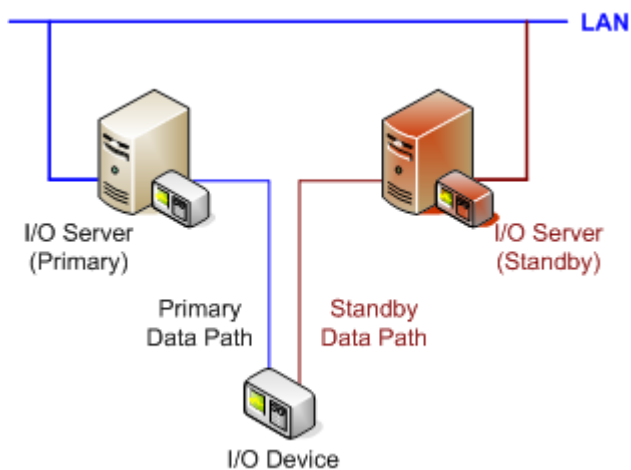 LAN
I/O Server
(Primary)
I/O Server
(Standby)
Primary
Data Path
Standby
Data Path
I/O Device